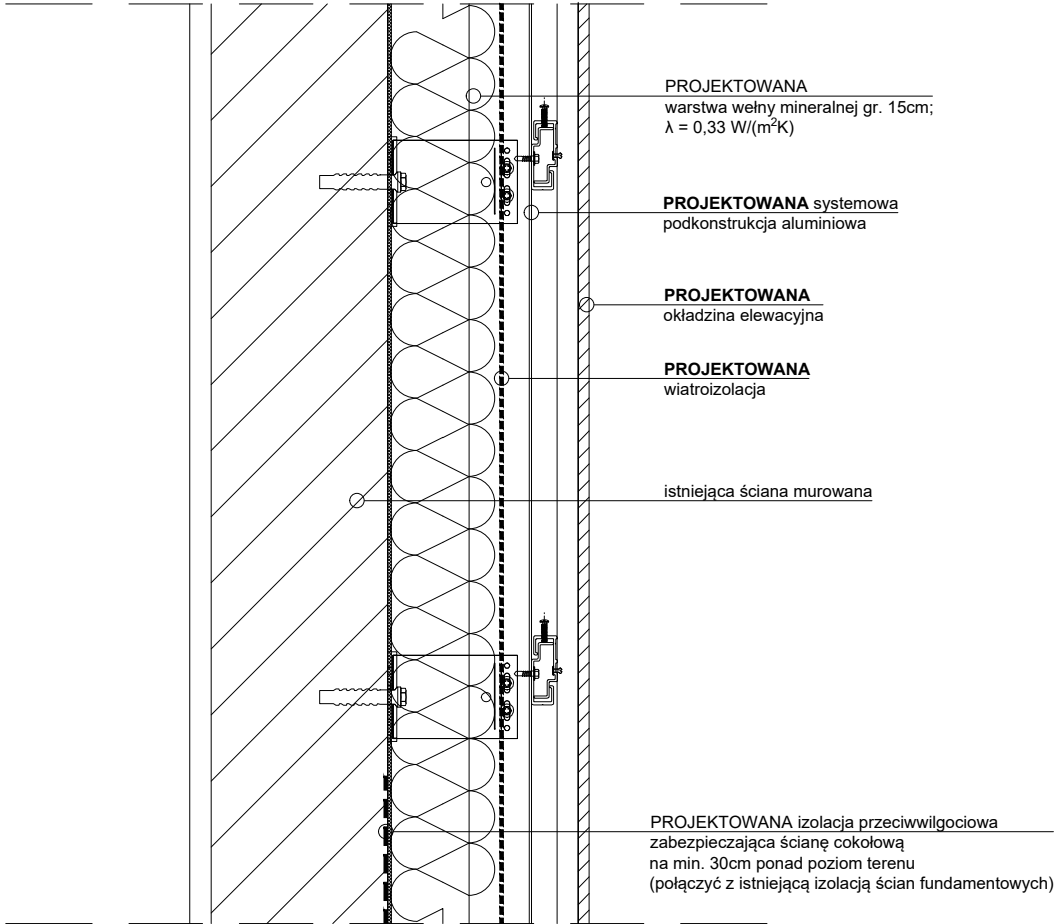 PROJEKTOWANA
warstwa wełny mineralnej gr. 15cm;
λ = 0,33 W/(m²K)
PROJEKTOWANA systemowa
podkonstrukcja aluminiowa
PROJEKTOWANA
okładzina elewacyjna
PROJEKTOWANA
wiatroizolacja
istniejąca ściana murowana
PROJEKTOWANA izolacja przeciwwilgociowa
zabezpieczająca ścianę cokołową
na min. 30cm ponad poziom terenu
(połączyć z istniejącą izolacją ścian fundamentowych)